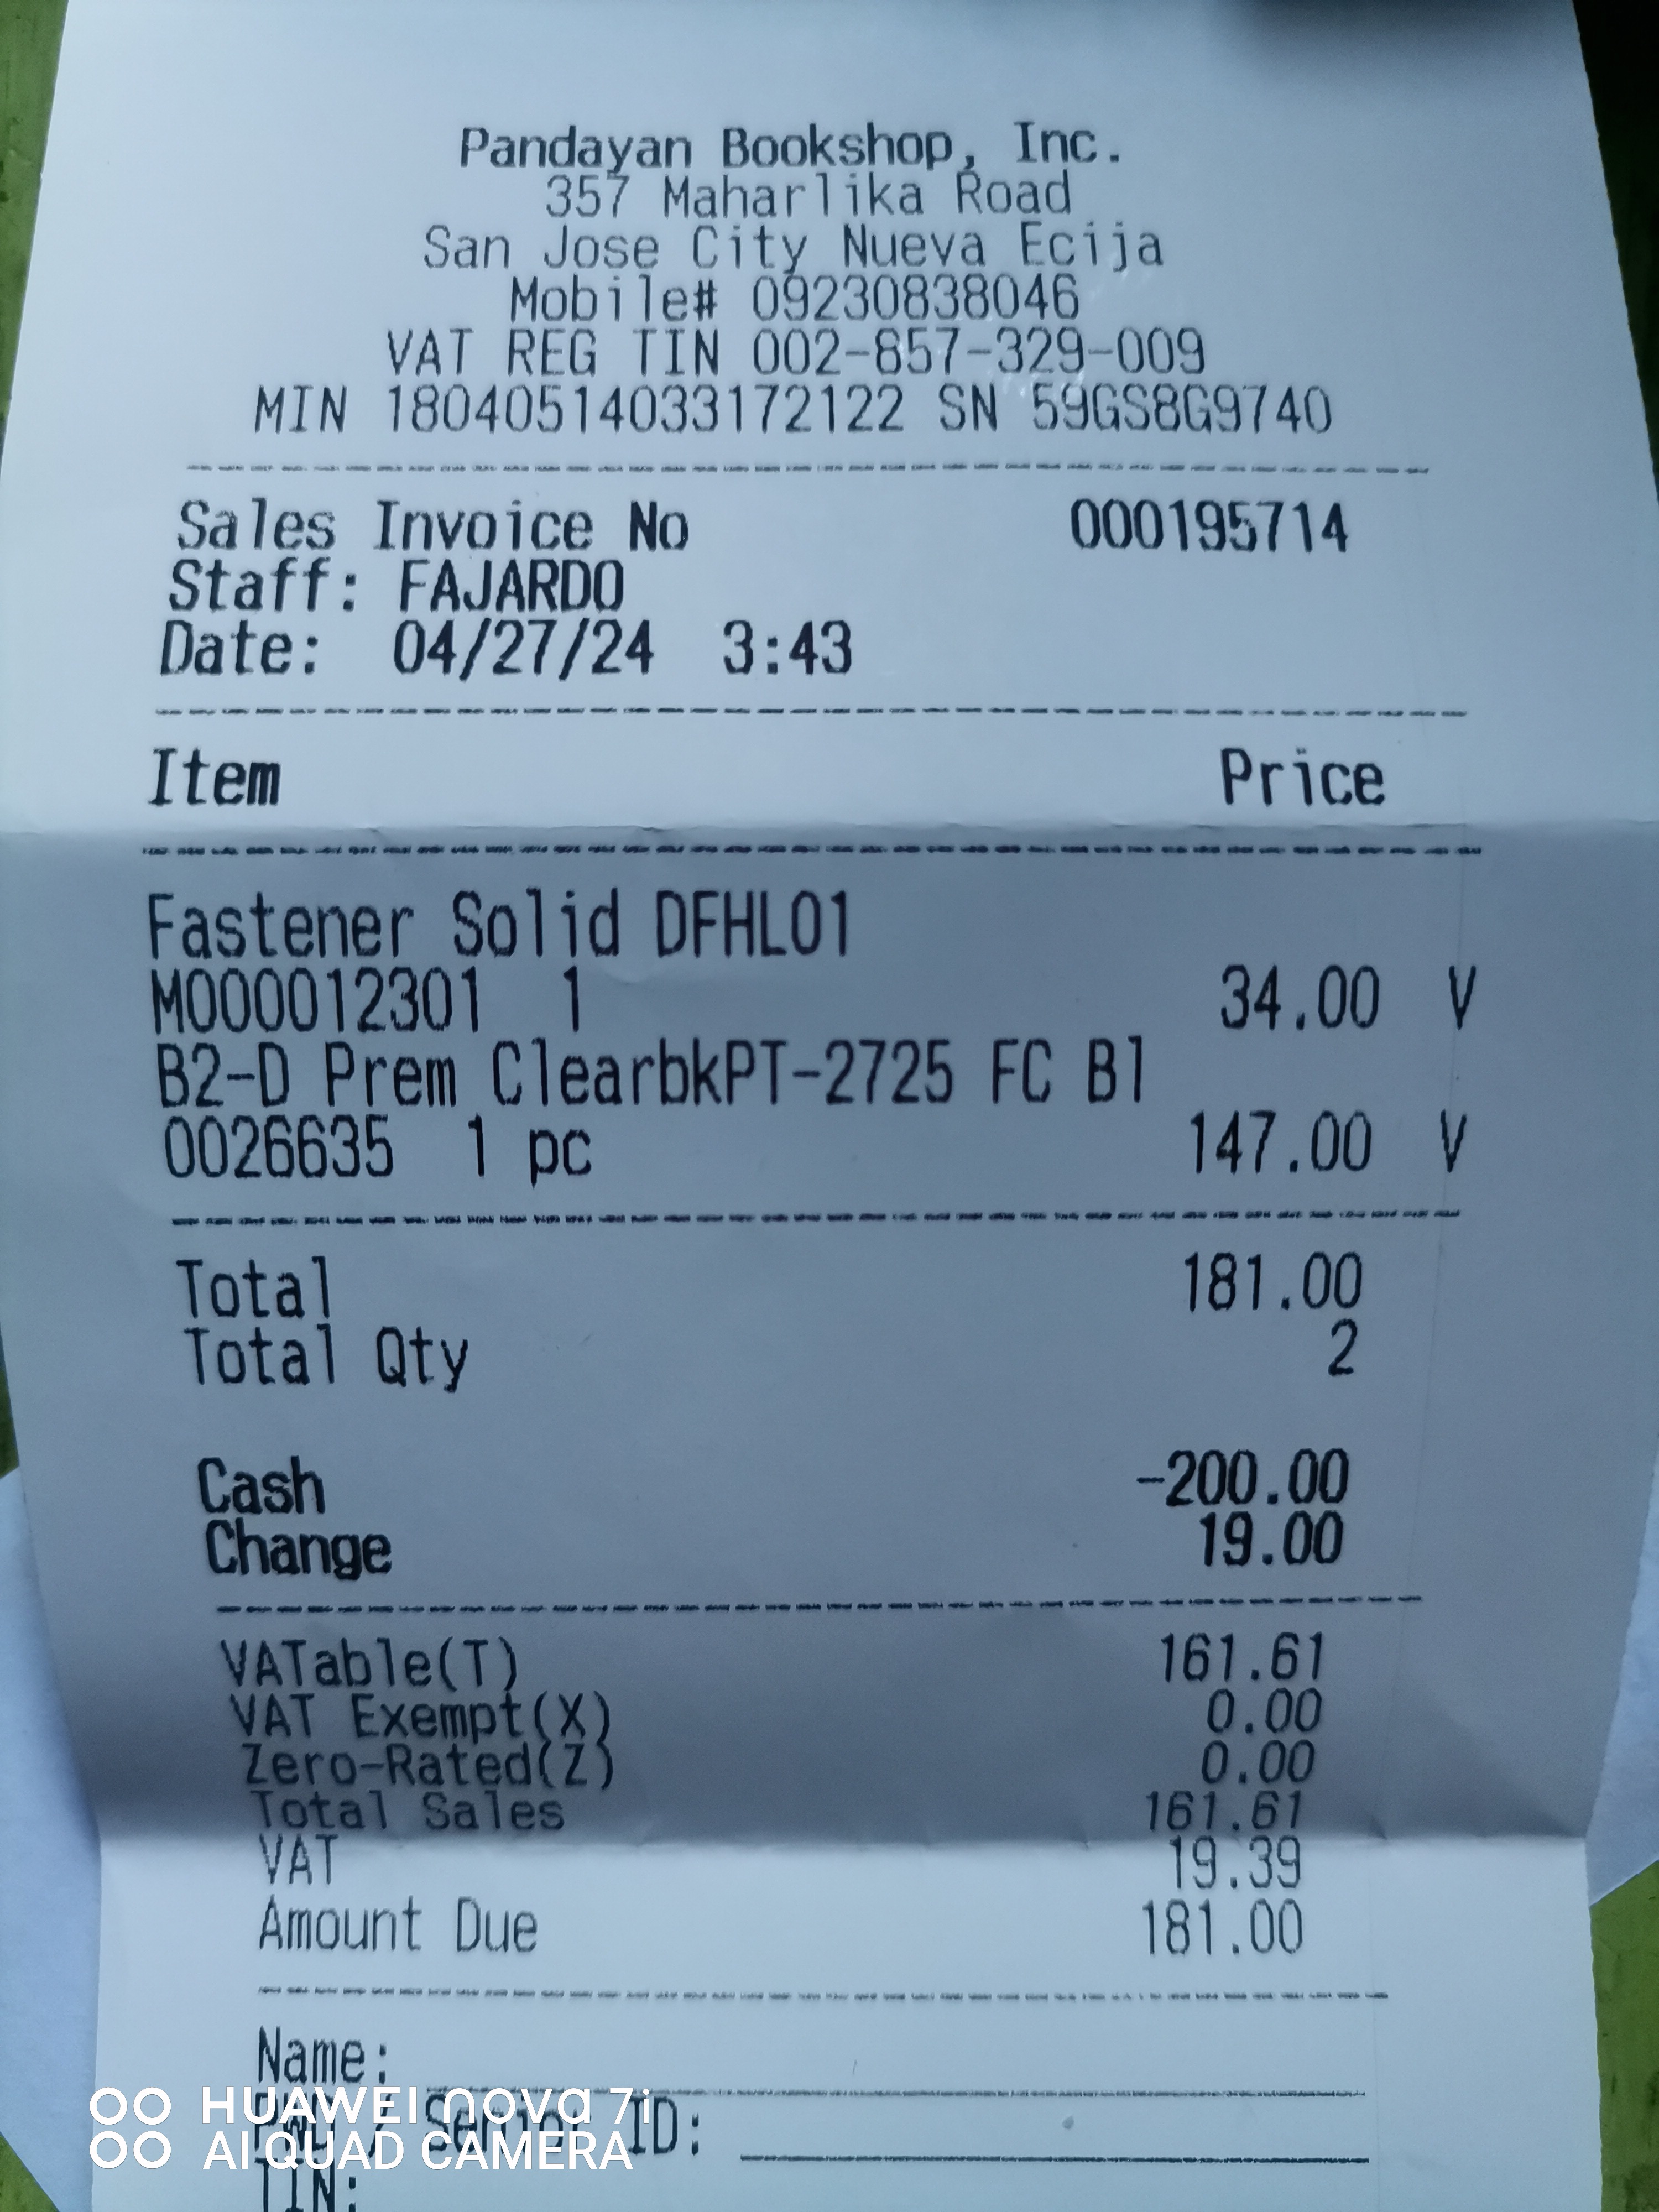 Pandayan Bookshop, Inc.
357 Maharlika Road
San Jose City Nueva Ecija
Mobile# 09230838046
VAT REG TIN 002-857-329-009
MIN 18040514033172122 SN 59GS8G9740
Sales Invoice No 000195714
Staff: FAJARDO
Date: 04/27/24 3:43
Item Price
Fastener Solid DFHL01
M000012301 1 34.00 V
B2-D Prem ClearbkPT-2725 FC Bl
0026635 1 pc 147.00 V
Total 181.00
Total Qty 2
Cash -200.00
Change 19.00
VATable(T) 161.61
VAT Exempt(X) 0.00
Zero-Rated(Z) 0.00
Total Sales 161.61
VAT 19.39
Amount Due 181.00
Name:
PWD / Senior ID:
TIN:
HUAWEI nova 7i
AI QUAD CAMERA